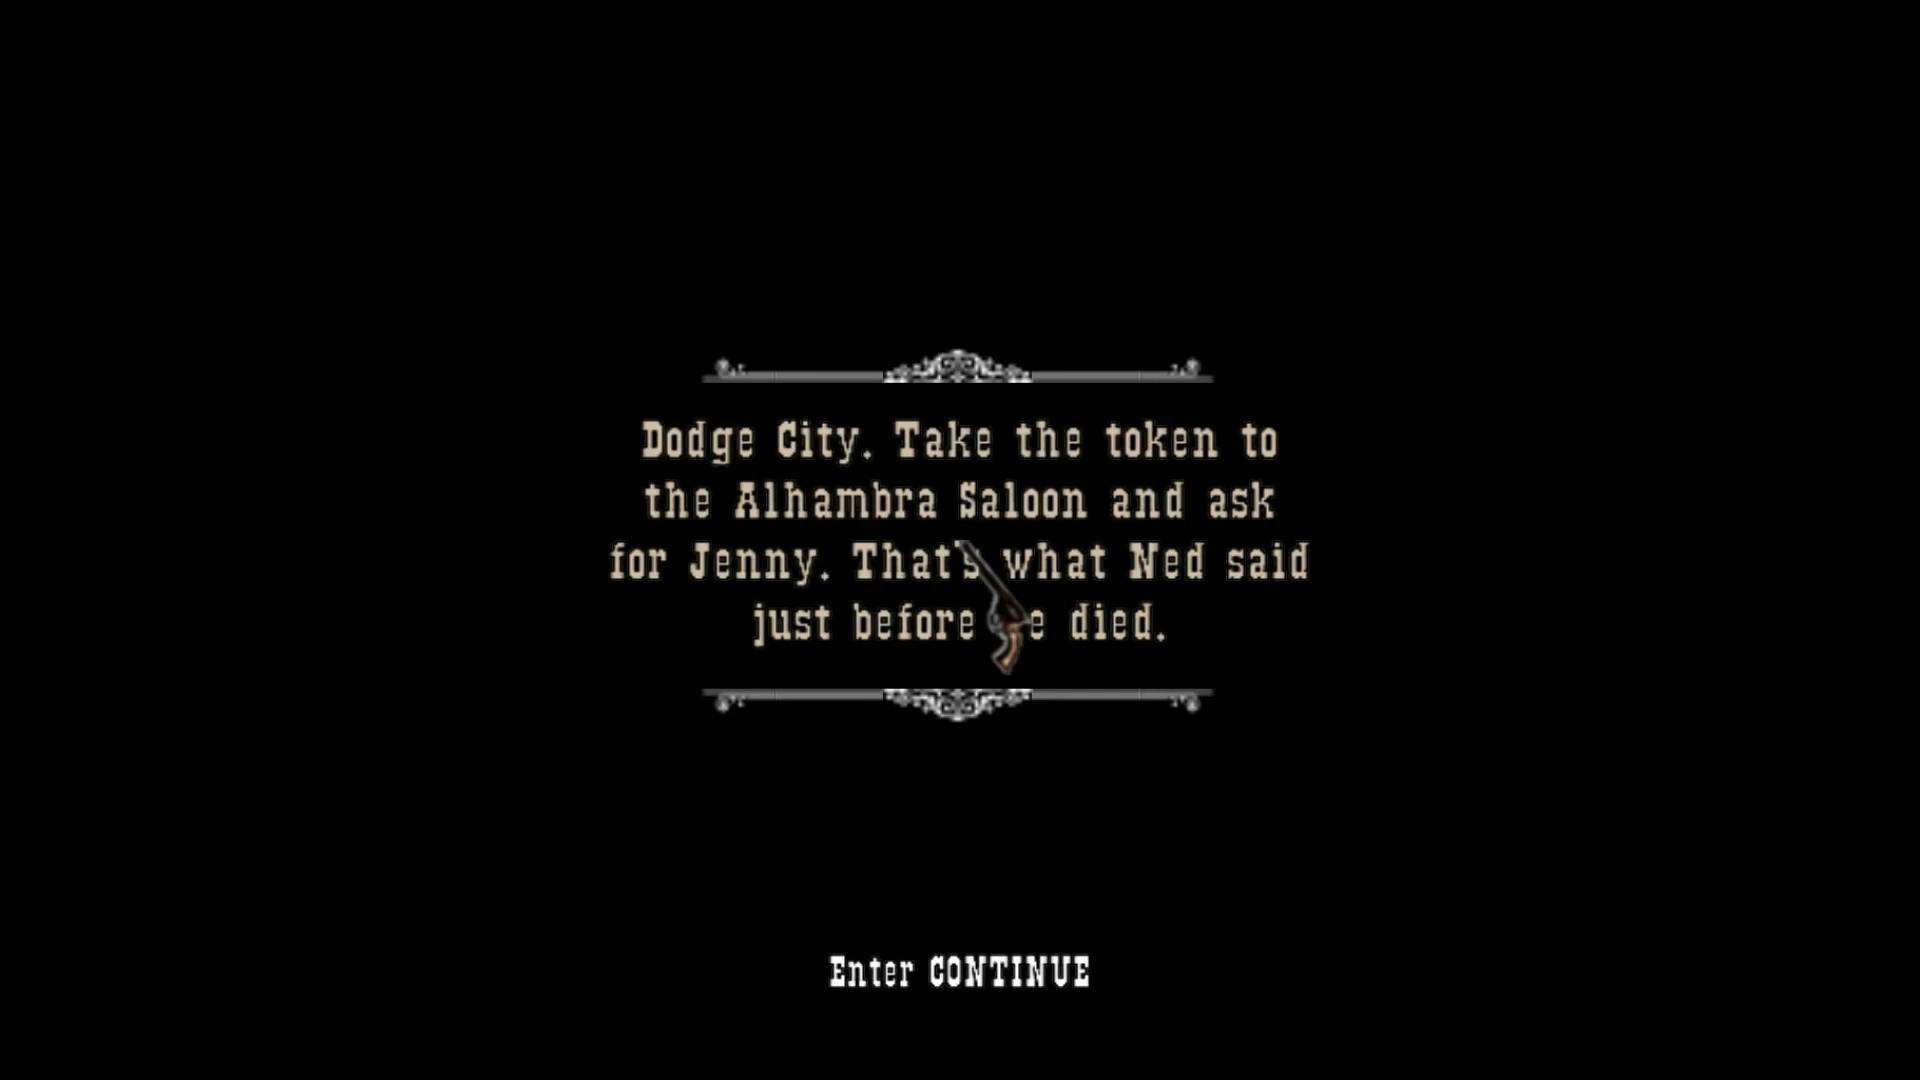 Dodge City. Take the token to
the Alhambra Saloon and ask
for Jenny. That's what Ned said
just before e died.
Enter CONTINUE